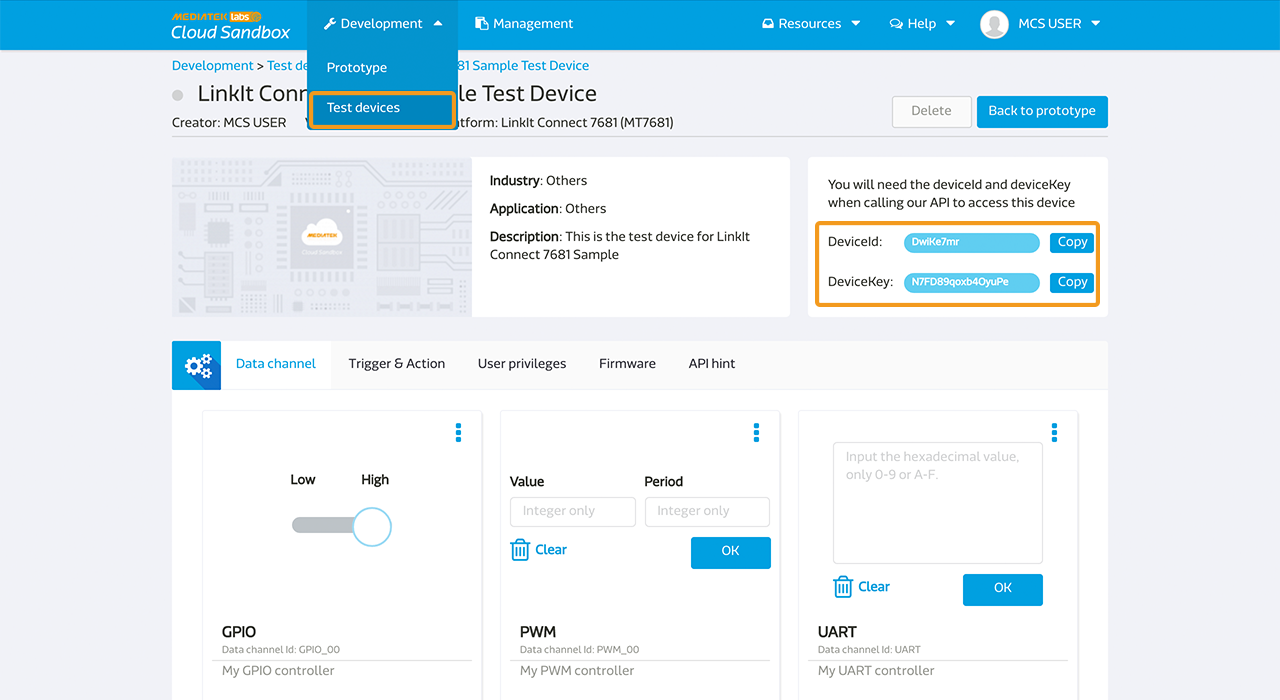 MEDIATEK labs
Cloud Sandbox
Development
Management
Resources
Help
MCS USER
Prototype
Test devices
Development > Test de 81 Sample Test Device
LinkIt Conn le Test Device
Creator: MCS USER tform: LinkIt Connect 7681 (MT7681)
Delete
Back to prototype
MEDIATEK
Cloud Sandbox
Industry: Others
Application: Others
Description: This is the test device for LinkIt
Connect 7681 Sample
You will need the deviceId and deviceKey
when calling our API to access this device
DeviceId: DwiKe7mr Copy
DeviceKey: N7FD89qoxb4OyuPe Copy
Data channel
Trigger & Action
User privileges
Firmware
API hint
Low High
GPIO
Data channel Id: GPIO_00
My GPIO controller
Value Period
Integer only Integer only
Clear OK
PWM
Data channel Id: PWM_00
My PWM controller
Input the hexadecimal value,
only 0-9 or A-F.
Clear OK
UART
Data channel Id: UART
My UART controller